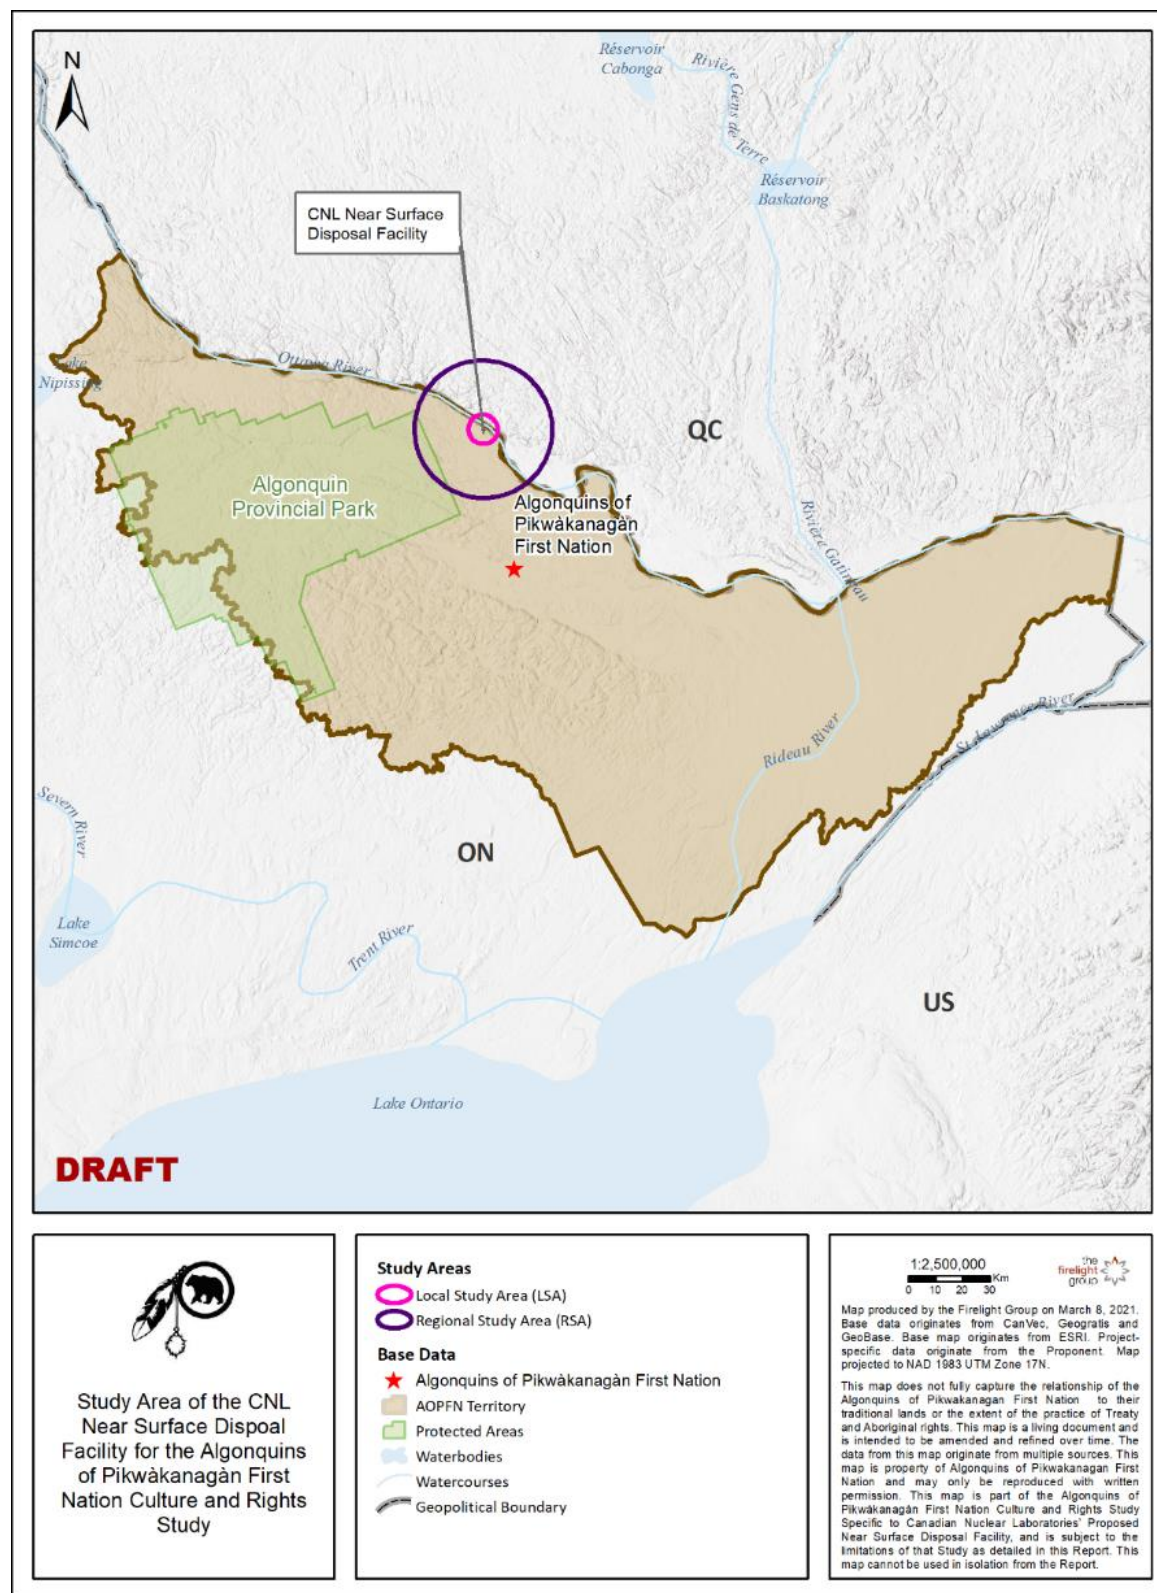 Réservoir
Cabonga
Rivière Gens de Terre
N
Réservoir
Baskatong
CNL Near Surface
Disposal Facility
Ottawa River
Lake
Nipissing
QC
Algonquin
Provincial Park
Algonquins of
Pikwàkanagàn
First Nation
Rivière Gatineau
St. Lawrence River
Rideau River
Severn River
ON
Lake
Simcoe
Trent River
US
Lake Ontario
DRAFT
Study Area of the CNL
Near Surface Dispoal
Facility for the Algonquins
of Pikwàkanagàn First
Nation Culture and Rights
Study
Study Areas
Local Study Area (LSA)
Regional Study Area (RSA)
Base Data
Algonquins of Pikwàkanagàn First Nation
AOPFN Territory
Protected Areas
Waterbodies
Watercourses
Geopolitical Boundary
1:2,500,000
Km
0 10 20 30
the
firelight
group
Map produced by the Firelight Group on March 8, 2021.
Base data originates from CanVec, Geogratis and
GeoBase. Base map originates from ESRI. Project-
specific data originate from the Proponent. Map
projected to NAD 1983 UTM Zone 17N.
This map does not fully capture the relationship of the
Algonquins of Pikwakanagan First Nation to their
traditional lands or the extent of the practice of Treaty
and Aboriginal rights. This map is a living document and
is intended to be amended and refined over time. The
data from this map originate from multiple sources. This
map is property of Algonquins of Pikwakanagan First
Nation and may only be reproduced with written
permission. This map is part of the Algonquins of
Pikwàkanagàn First Nation Culture and Rights Study
Specific to Canadian Nuclear Laboratories' Proposed
Near Surface Disposal Facility, and is subject to the
limitations of that Study as detailed in this Report. This
map cannot be used in isolation from the Report.